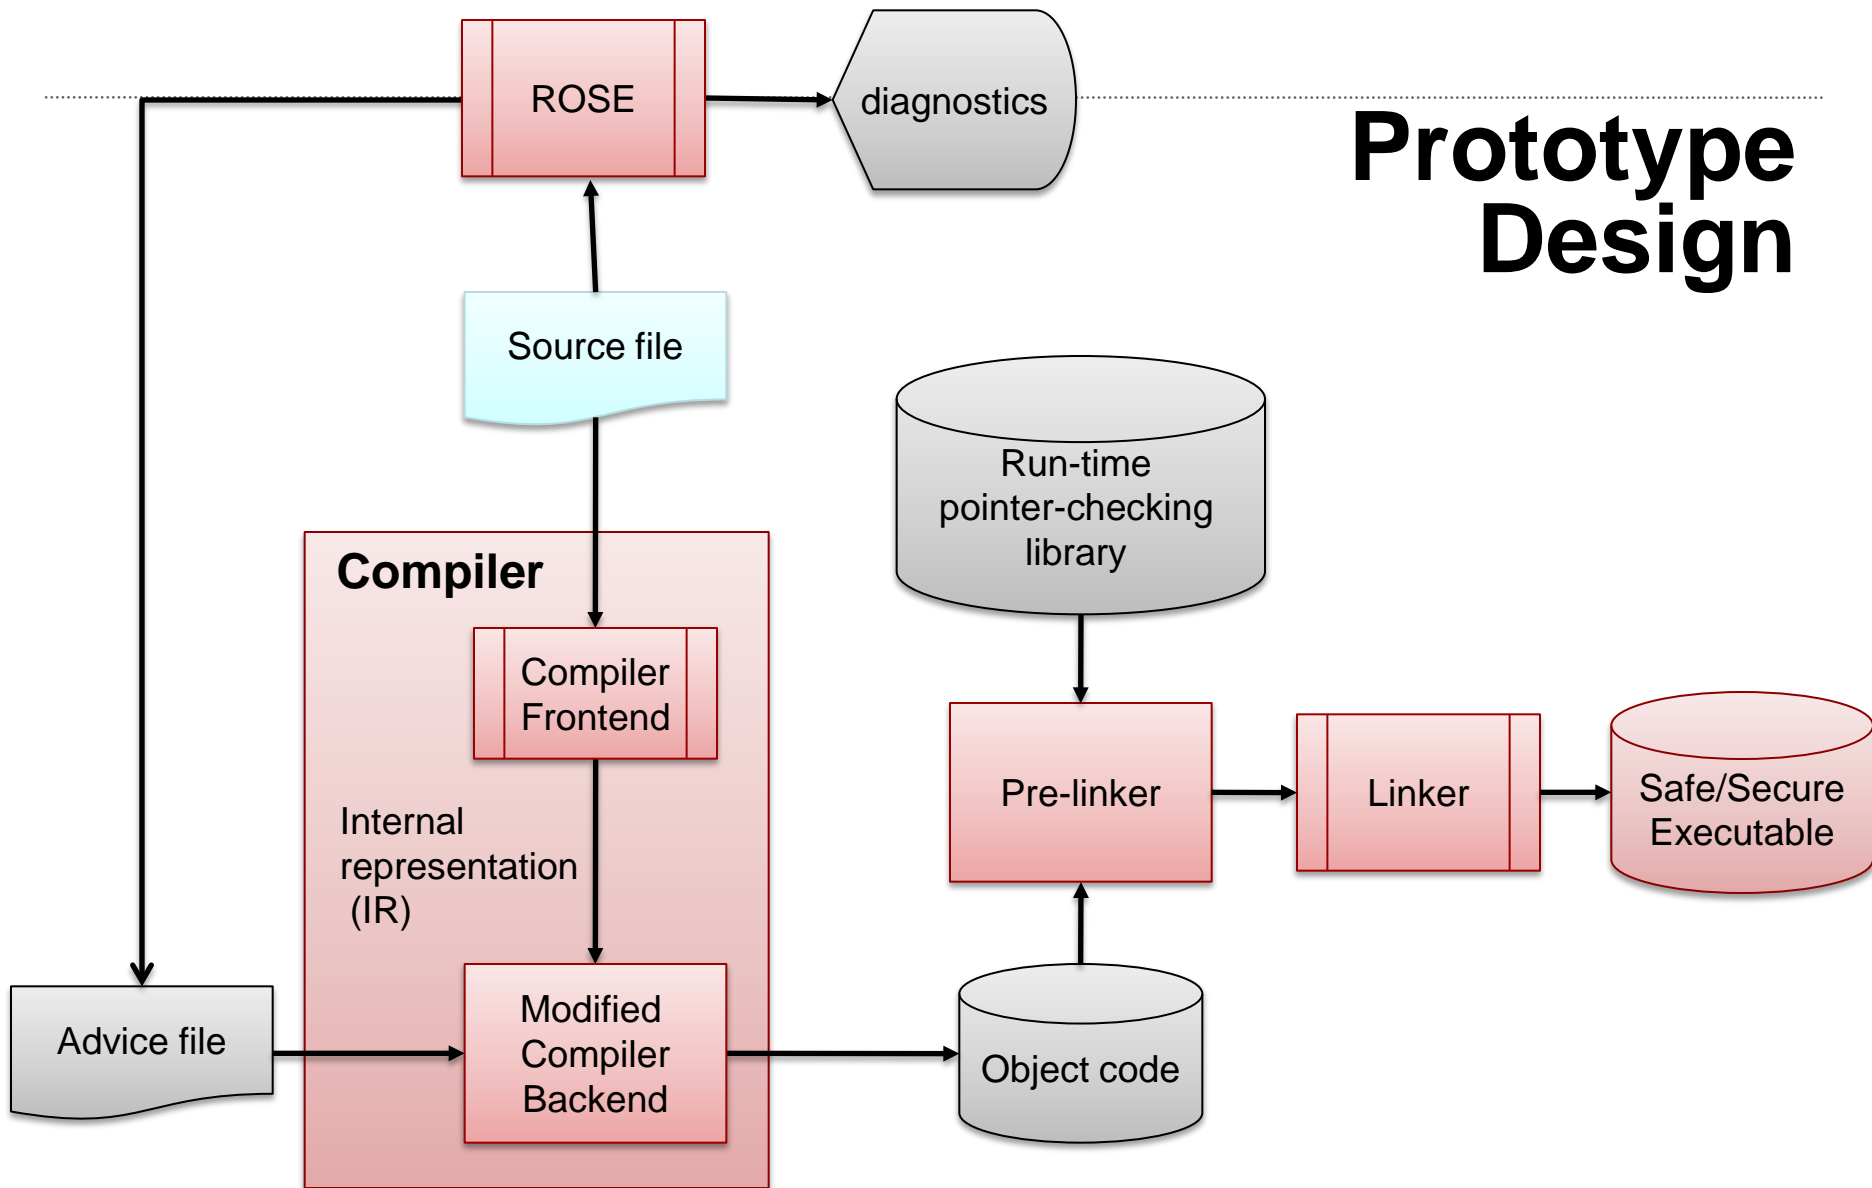 ROSE
diagnostics
Prototype
Design
Source file
Run-time
pointer-checking
library
Compiler
Compiler
Frontend
Internal
representation
(IR)
Pre-linker
Linker
Safe/Secure
Executable
Advice file
Modified
Compiler
Backend
Object code